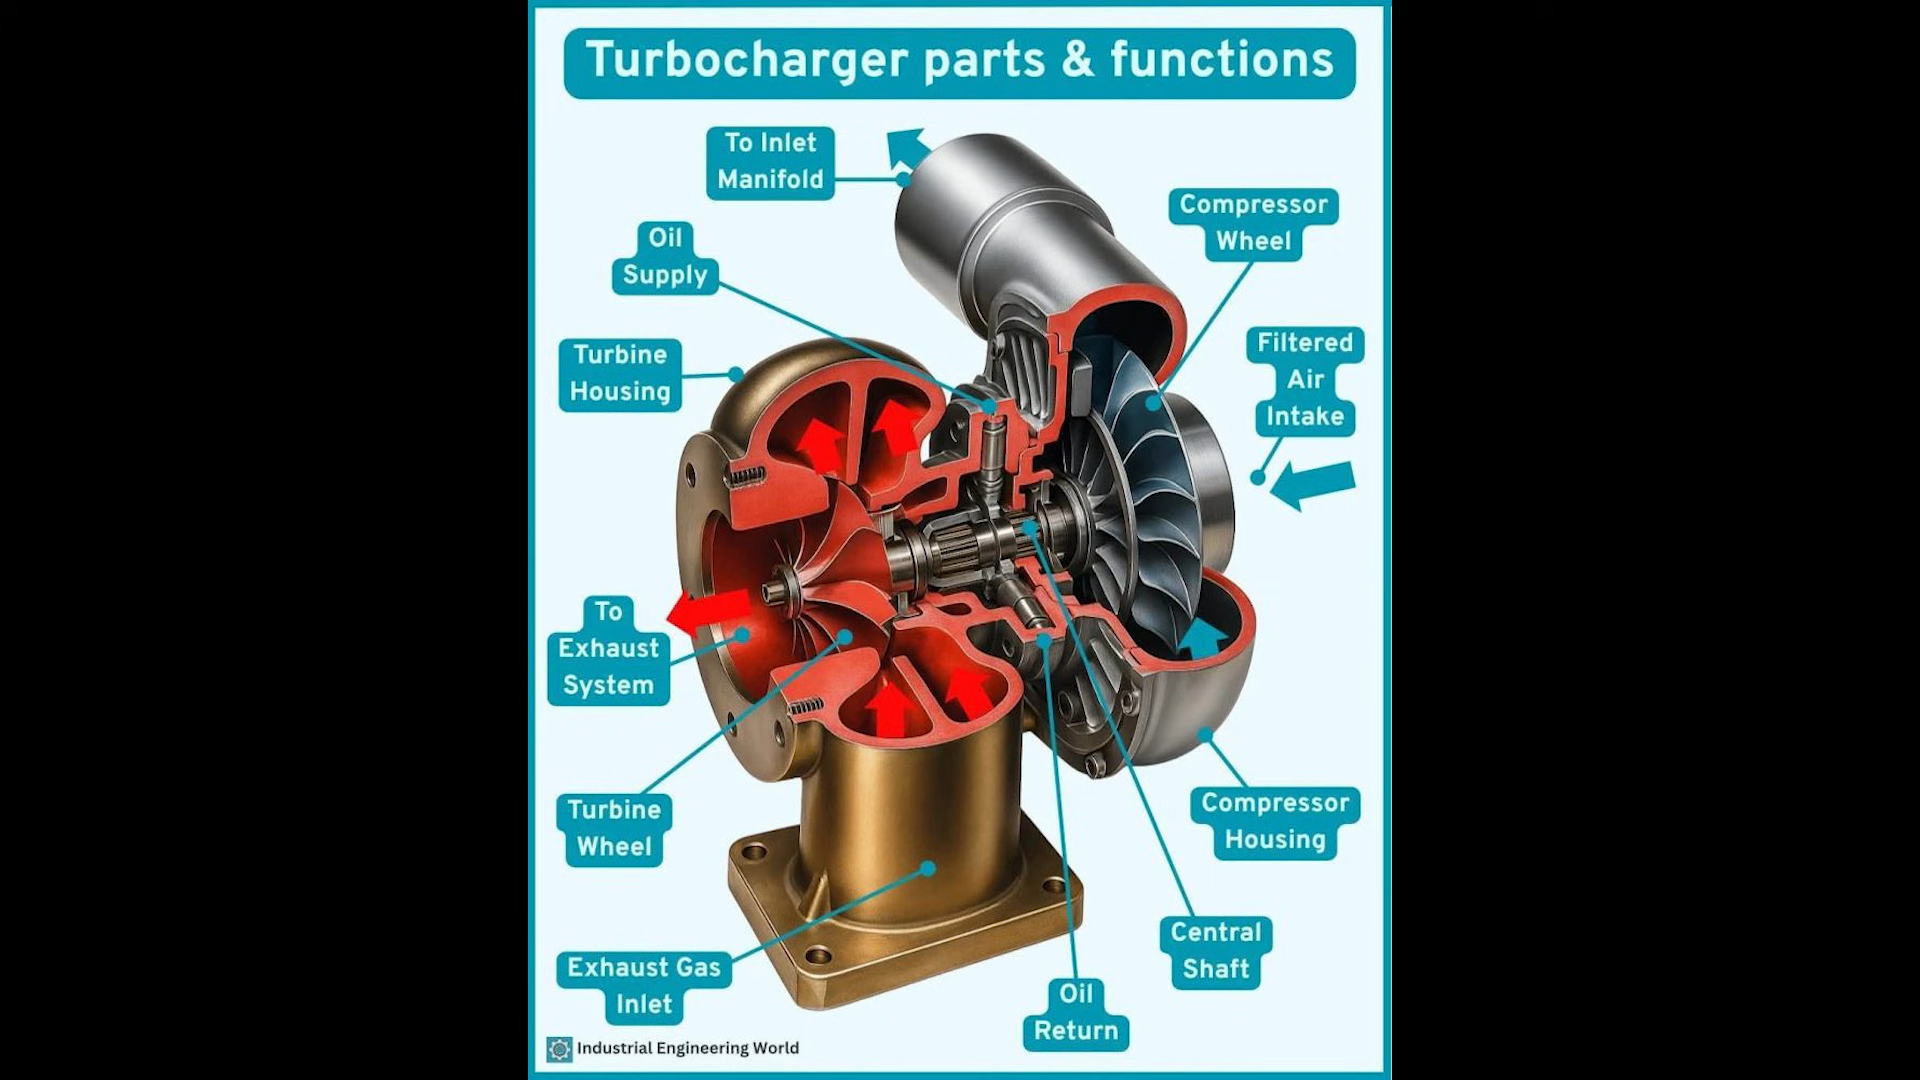 Turbocharger parts & functions
To Inlet
Manifold
Compressor
Wheel
Oil
Supply
Filtered
Air
Intake
Turbine
Housing
To
Exhaust
System
Turbine
Wheel
Compressor
Housing
Central
Shaft
Exhaust Gas
Inlet
Oil
Return
Industrial Engineering World